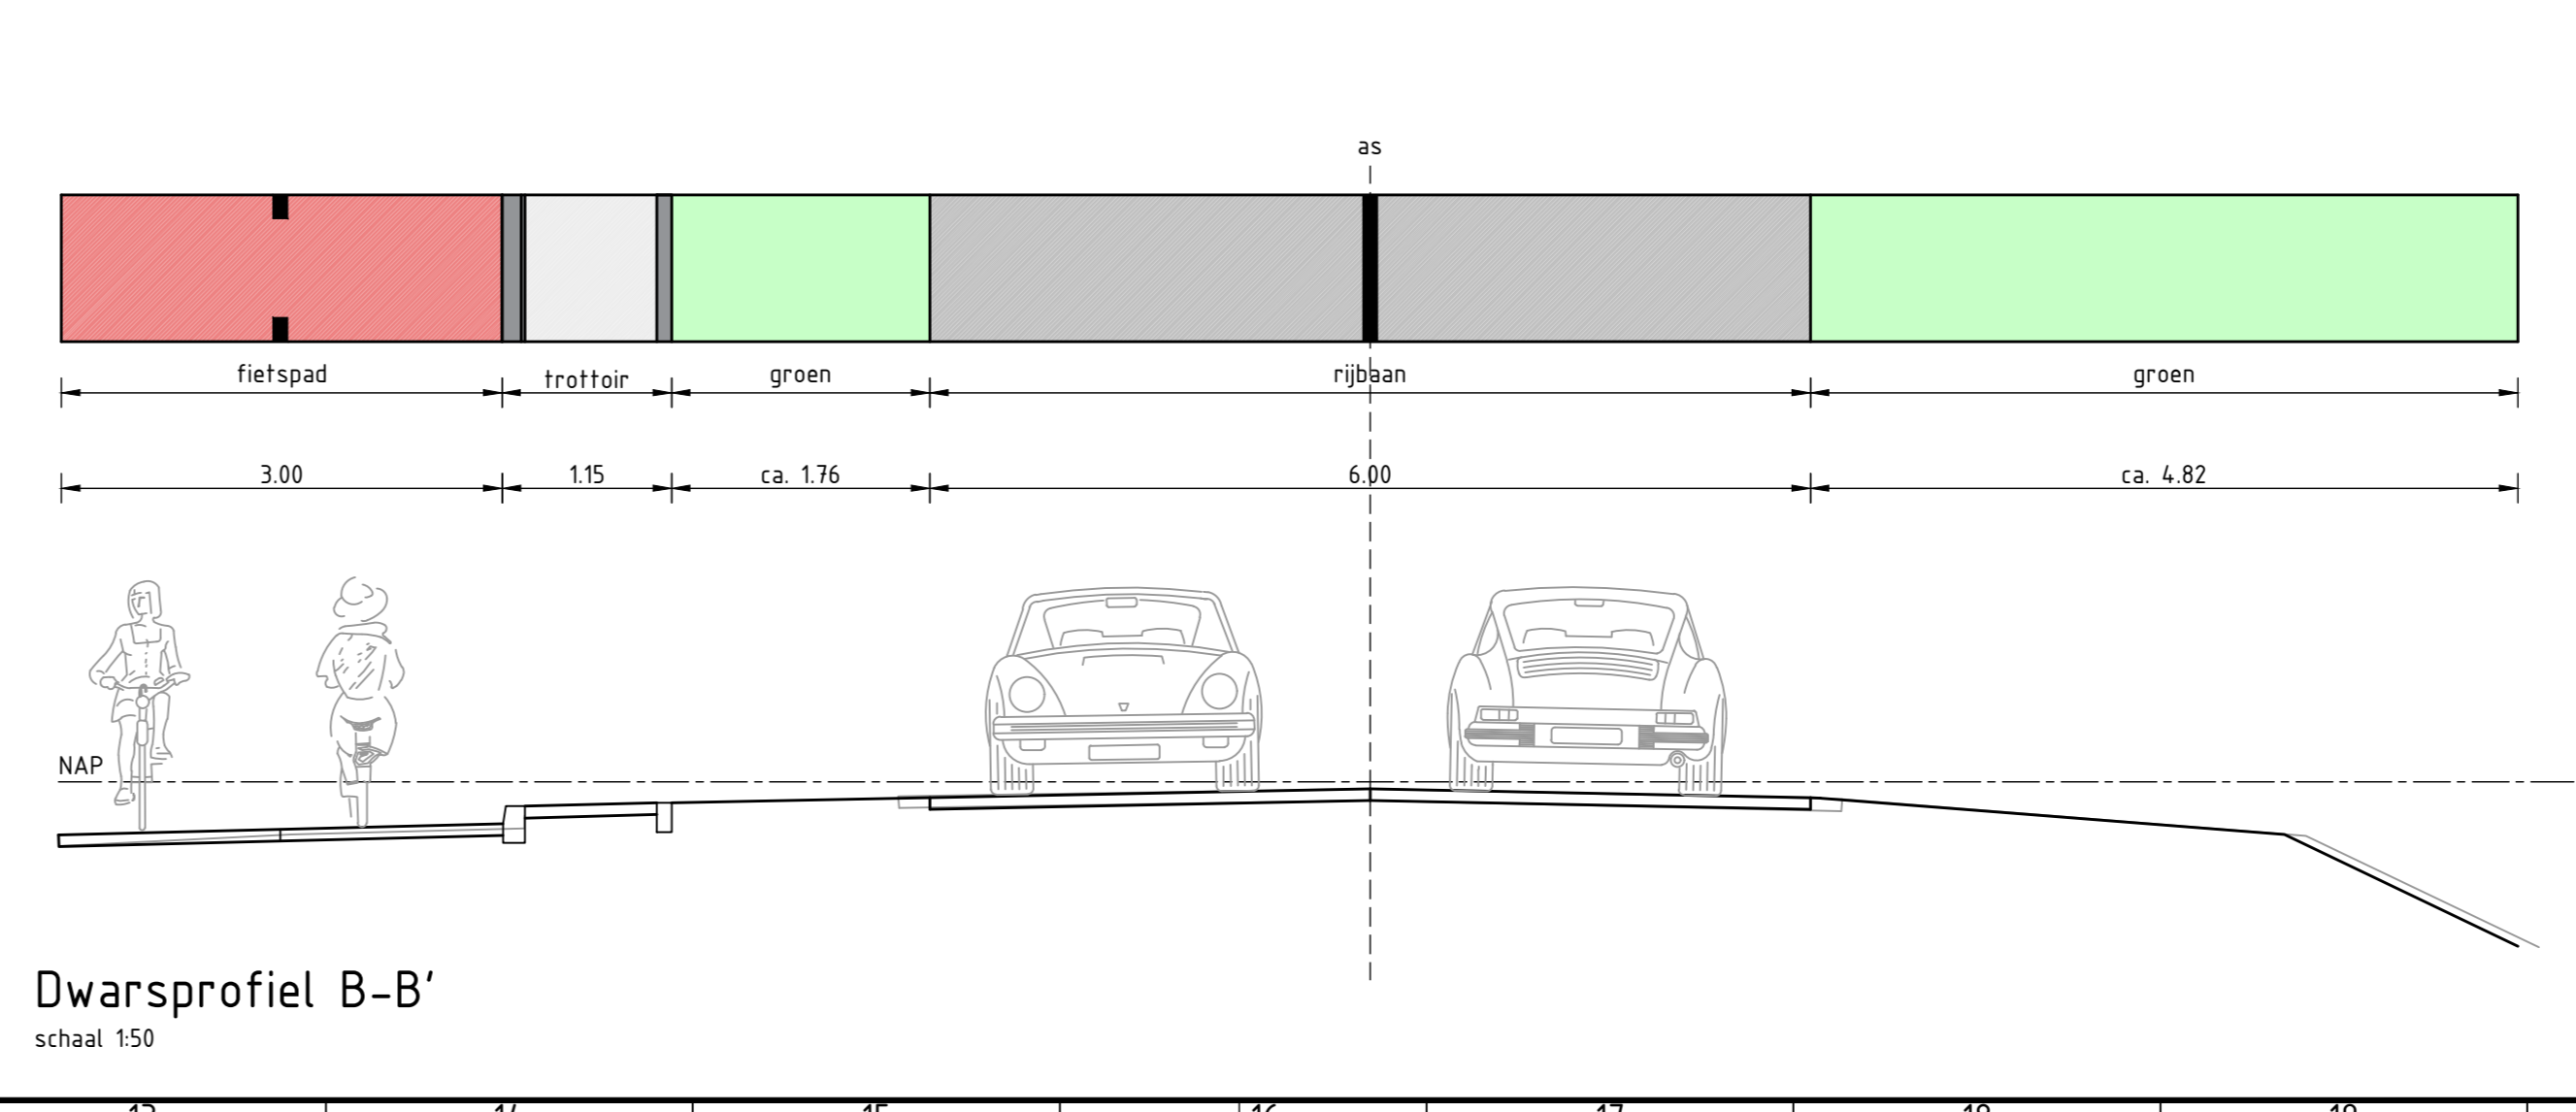 as
fietspad trottoir groen rijbaan groen
3.00 1.15 ca. 1.76 6.00 ca. 4.82
NAP
Dwarsprofiel B-B'
schaal 1:50